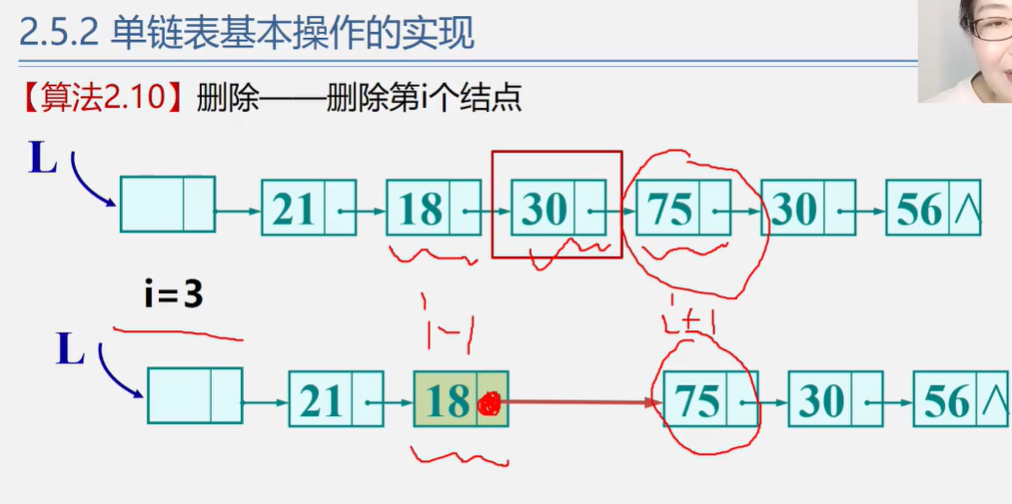 2.5.2 单链表基本操作的实现
【算法2.10】删除——删除第i个结点
L
21 18 30 75 30 56 ∧
i=3
i-1 i+1
L
21 18 75 30 56 ∧